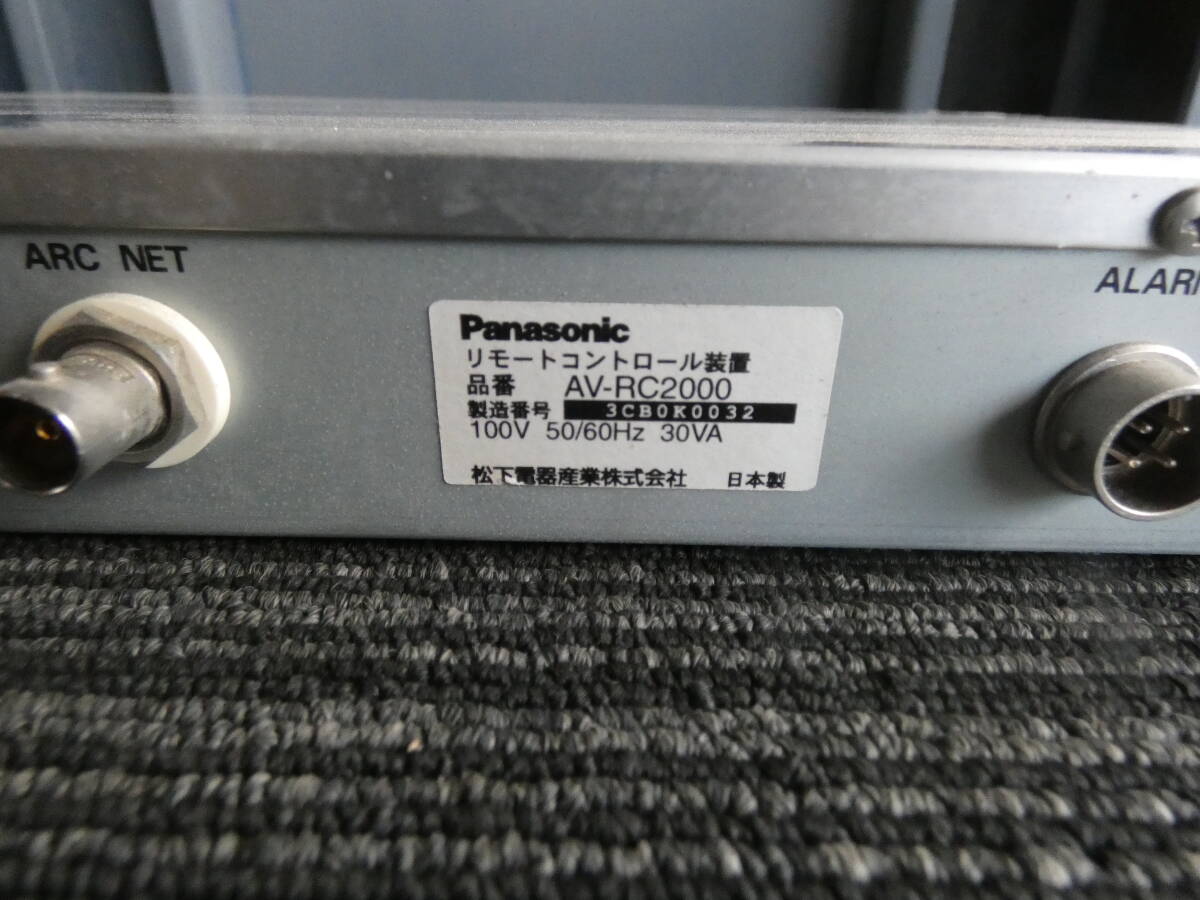 ARC NET
Panasonic
リモートコントロール装置
品番 AV-RC2000
製造番号 3CB0K0032
100V 50/60Hz 30VA
松下電器産業株式会社 日本製